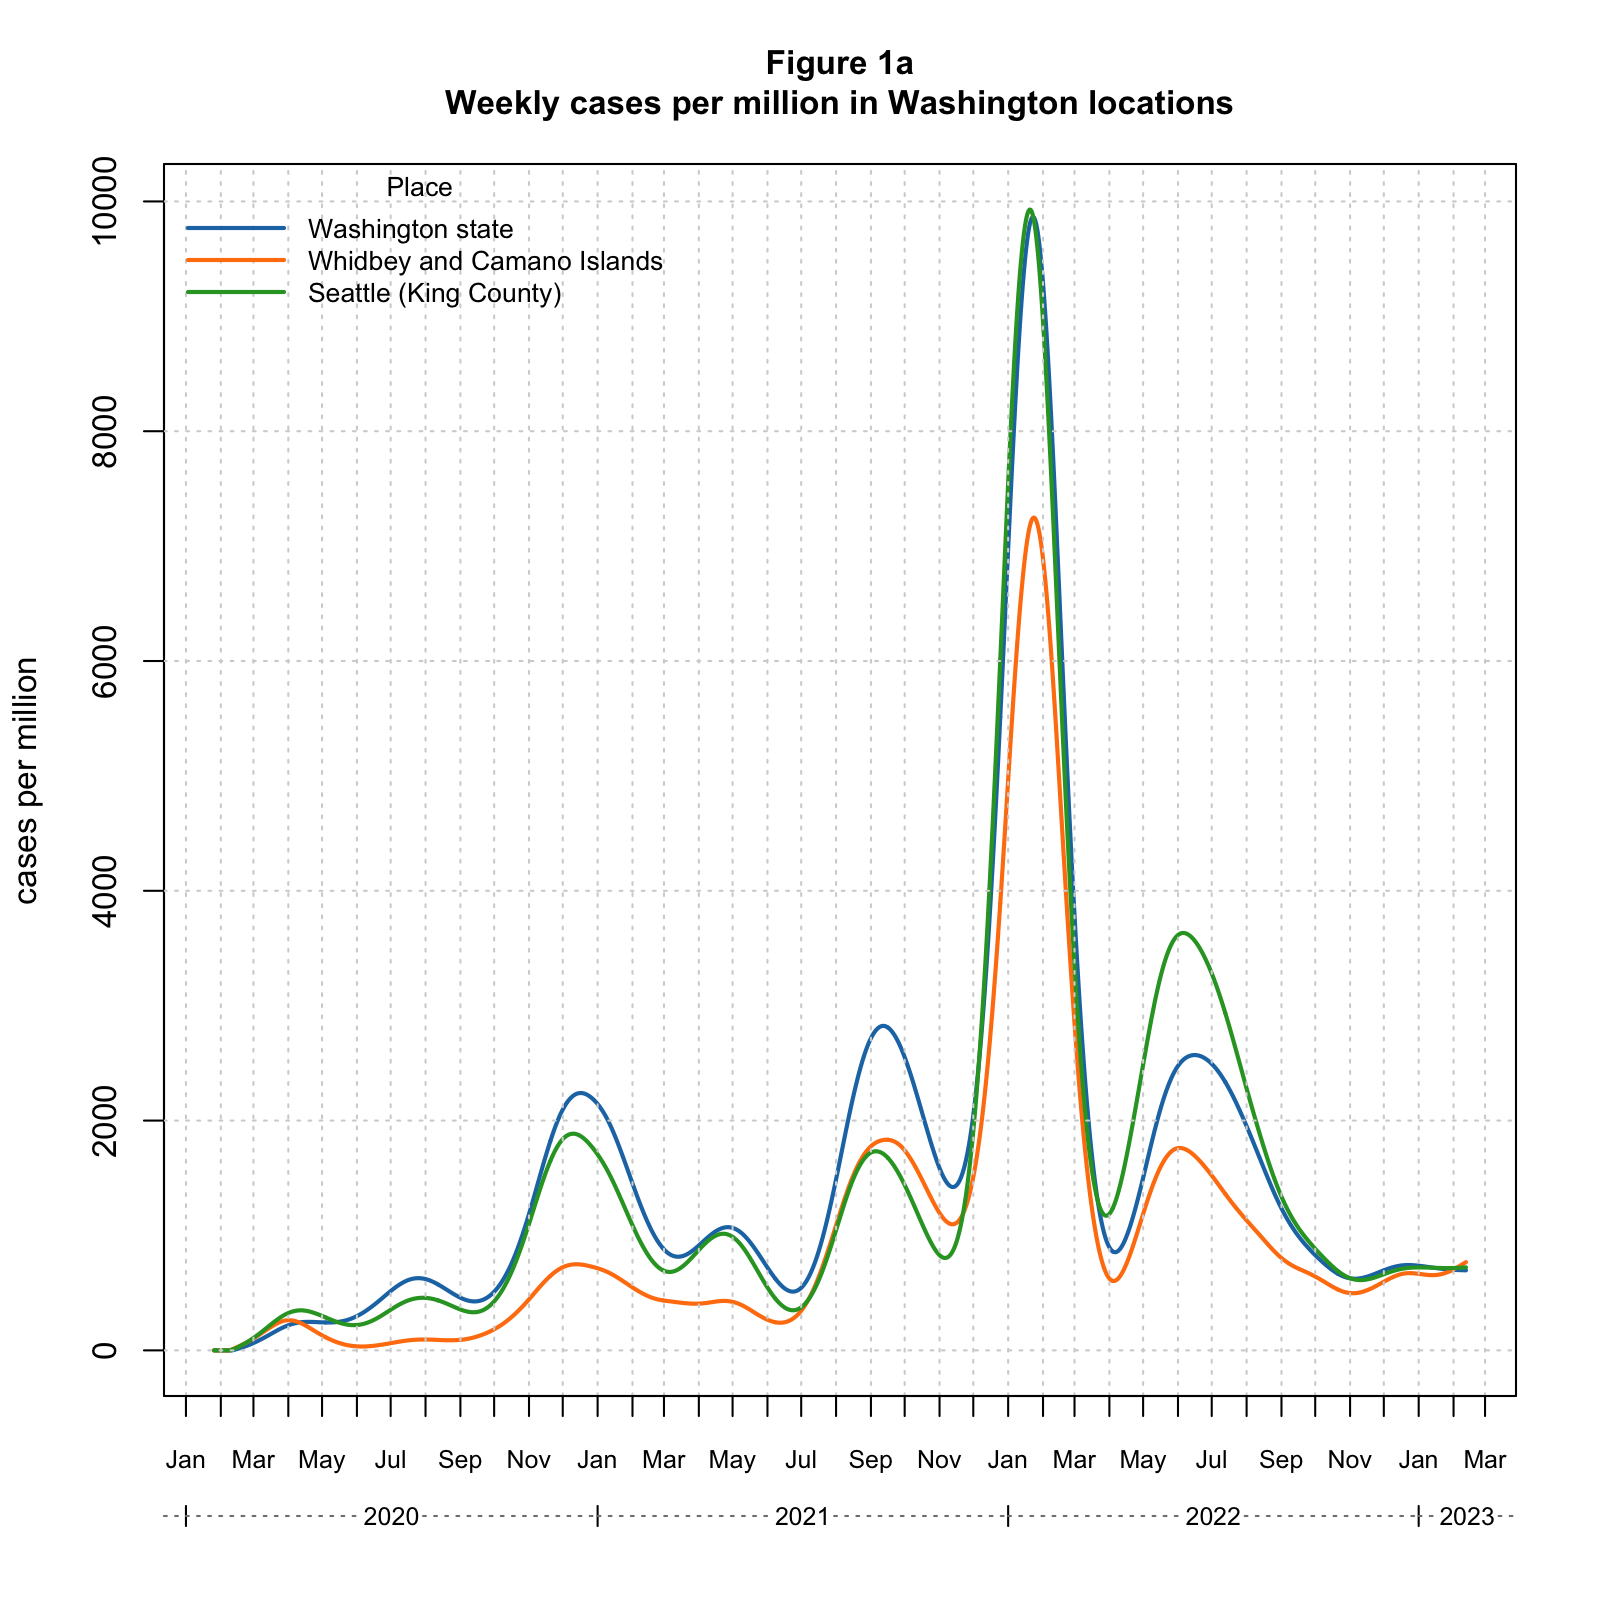 Figure 1a
Weekly cases per million in Washington locations
Place
Washington state
Whidbey and Camano Islands
Seattle (King County)
cases per million
10000
8000
6000
4000
2000
0
Jan Mar May Jul Sep Nov Jan Mar May Jul Sep Nov Jan Mar May Jul Sep Nov Jan Mar
2020 2021 2022 2023